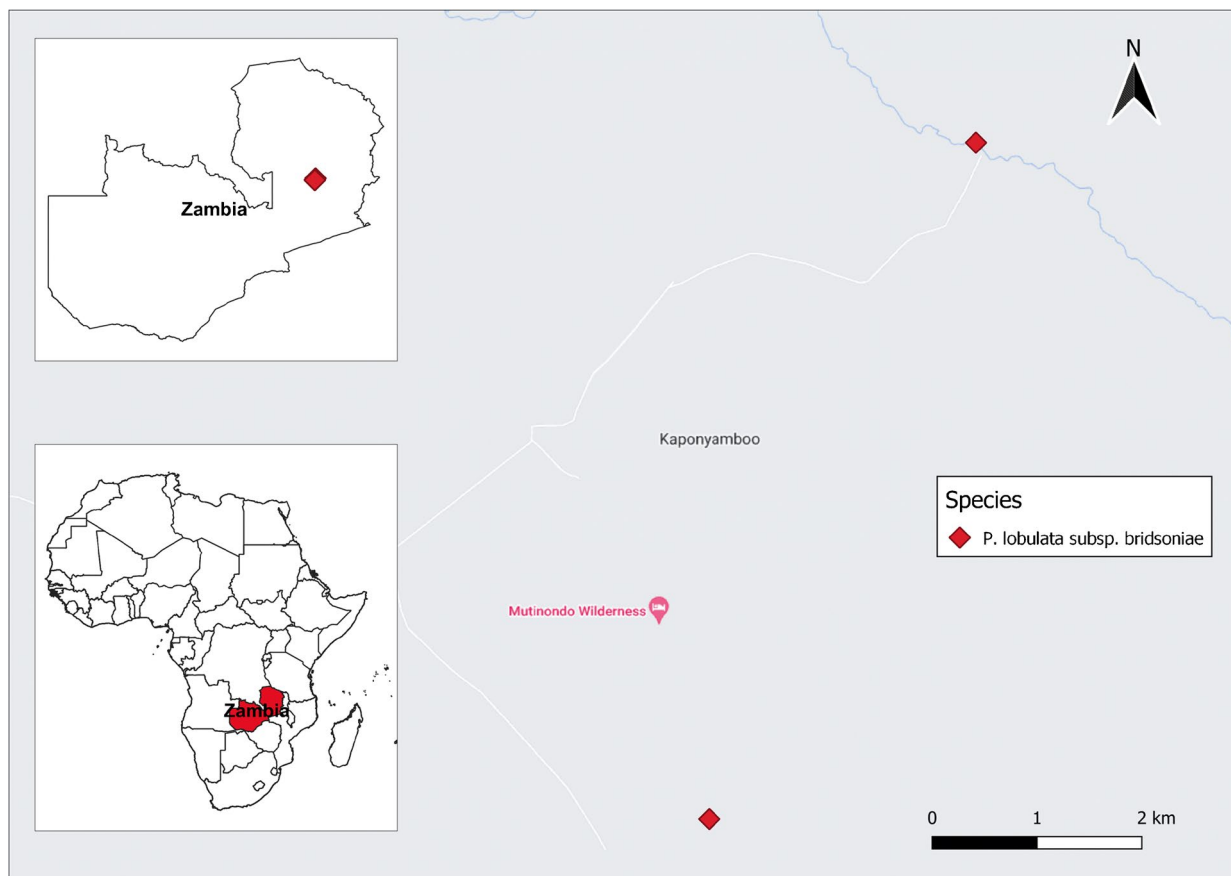 N
Zambia
Kaponyamboo
Species
P. lobulata subsp. bridsoniae
Mutinondo Wilderness
Zambia
0 1 2 km